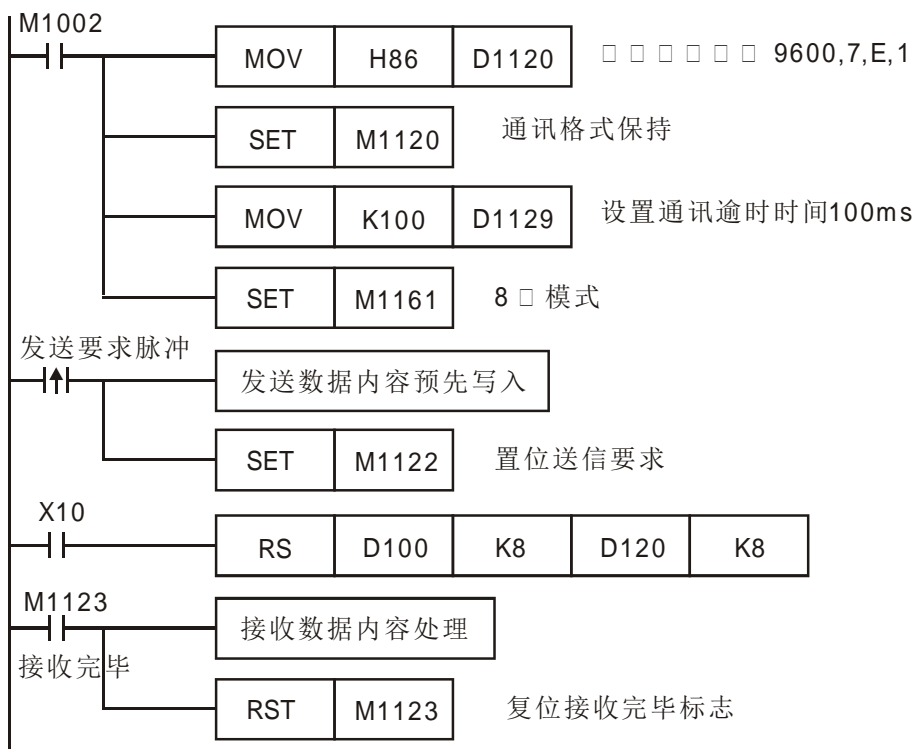 M1002
MOV H86 D1120 □□□□□□ 9600,7,E,1
SET M1120 通讯格式保持
MOV K100 D1129 设置通讯逾时时间100ms
SET M1161 8□模式
发送要求脉冲
发送数据内容预先写入
SET M1122 置位送信要求
X10
RS D100 K8 D120 K8
M1123
接收数据内容处理
接收完毕
RST M1123 复位接收完毕标志